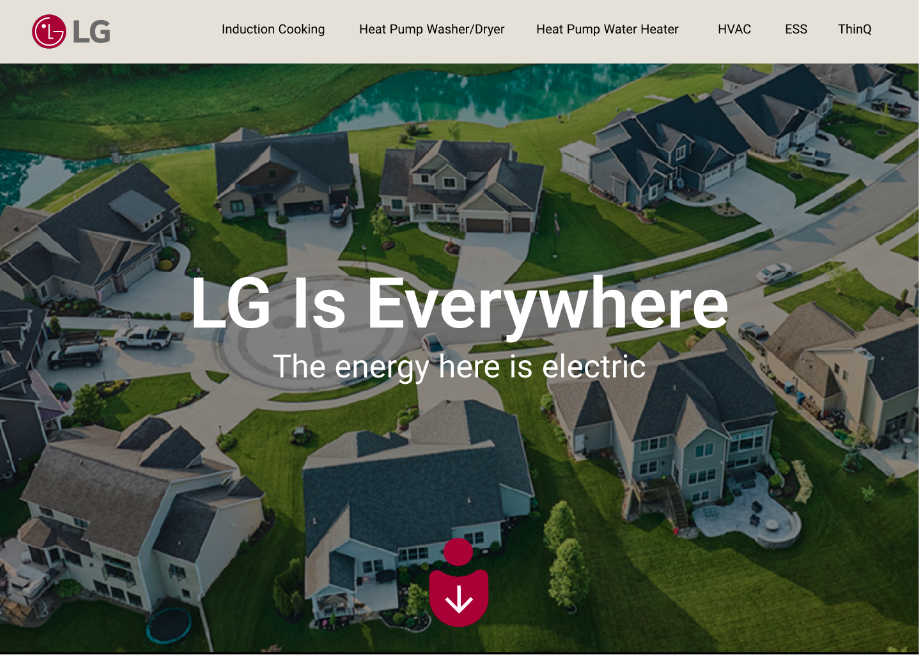 LG
Induction Cooking
Heat Pump Washer/Dryer
Heat Pump Water Heater
HVAC
ESS
ThinQ
LG Is Everywhere
The energy here is electric